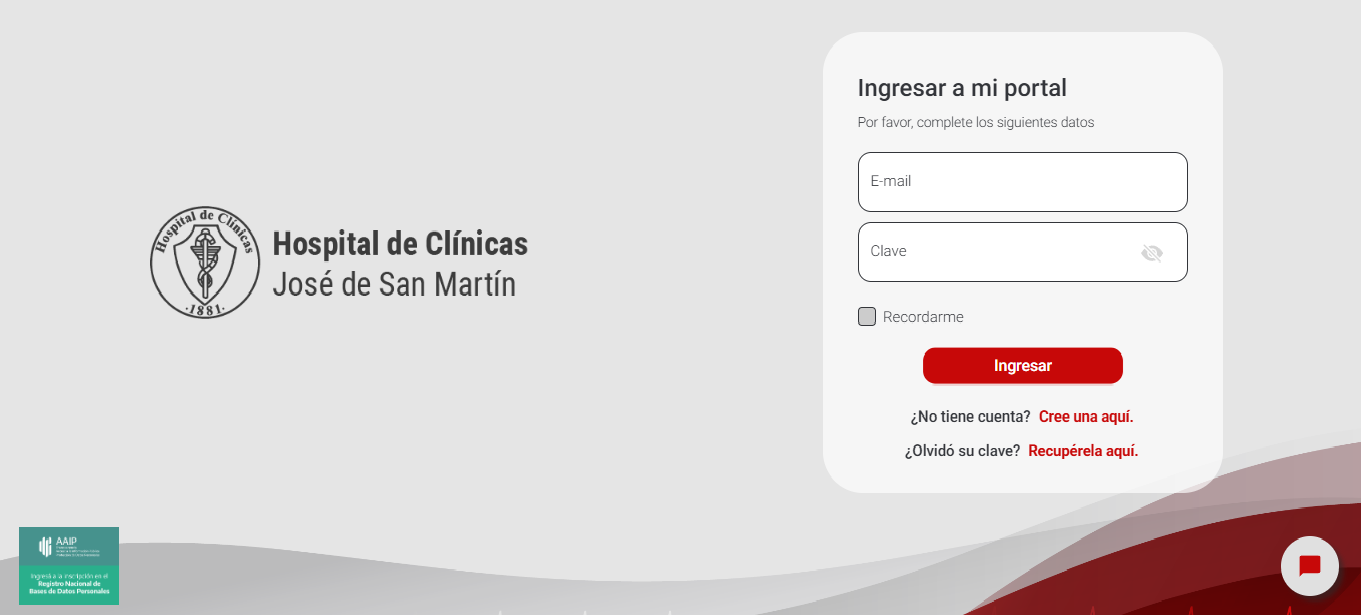 Ingresar a mi portal
Por favor, complete los siguientes datos
E-mail
Clave
Hospital de Clínicas
·1881·
Hospital de Clínicas
José de San Martín
Recordarme
Ingresar
¿No tiene cuenta? Cree una aquí.
¿Olvidó su clave? Recupérela aquí.
AAIP
Ingresá a la inscripción en el
Registro Nacional de
Bases de Datos Personales